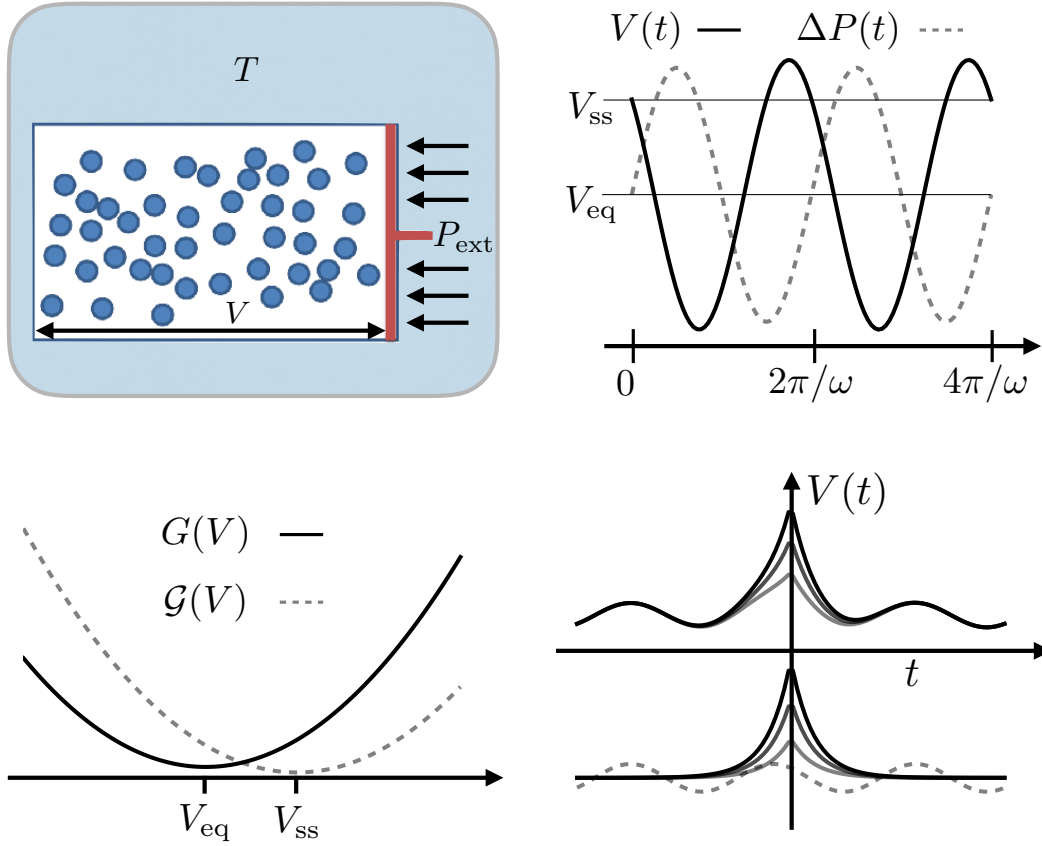 T
P_ext
V
V(t) ΔP(t)
V_ss
V_eq
0 2π/ω 4π/ω
G(V)
𝒢(V)
V_eq V_ss
V(t)
t